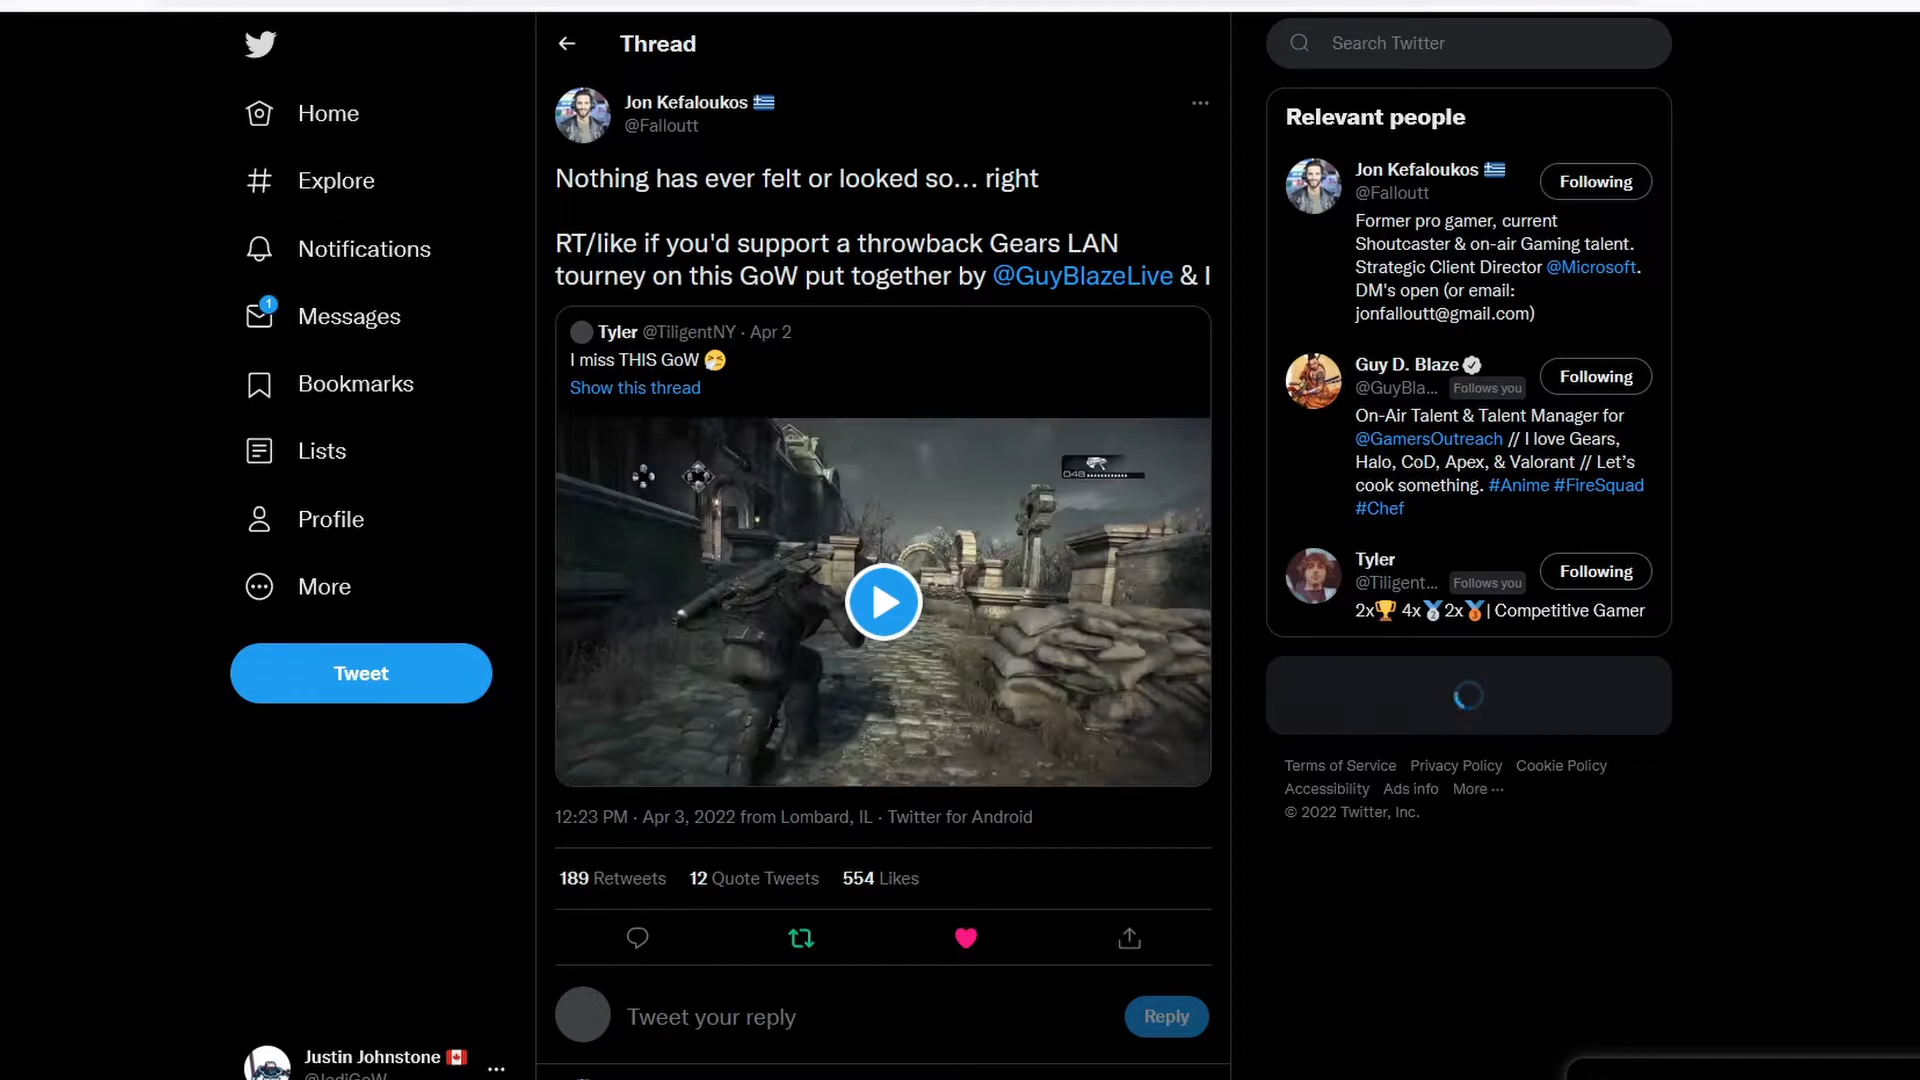 Home
Explore
Notifications
1
Messages
Bookmarks
Lists
Profile
More
Tweet
Justin Johnstone 🇨🇦
@JediGoW
Thread
Jon Kefaloukos 🇬🇷
@Falloutt
Nothing has ever felt or looked so... right
RT/like if you'd support a throwback Gears LAN
tourney on this GoW put together by @GuyBlazeLive & I
Tyler @TiligentNY · Apr 2
I miss THIS GoW 🤧
Show this thread
048
12:23 PM · Apr 3, 2022 from Lombard, IL · Twitter for Android
189 Retweets 12 Quote Tweets 554 Likes
Tweet your reply
Reply
Search Twitter
Relevant people
Jon Kefaloukos 🇬🇷
@Falloutt
Following
Former pro gamer, current
Shoutcaster & on-air Gaming talent.
Strategic Client Director @Microsoft.
DM's open (or email:
jonfalloutt@gmail.com)
Guy D. Blaze
@GuyBla... Follows you
Following
On-Air Talent & Talent Manager for
@GamersOutreach // I love Gears,
Halo, CoD, Apex, & Valorant // Let's
cook something. #Anime #FireSquad
#Chef
Tyler
@Tiligent... Follows you
Following
2x🏆 4x🥈2x🥉| Competitive Gamer
Terms of Service Privacy Policy Cookie Policy
Accessibility Ads info More ···
© 2022 Twitter, Inc.